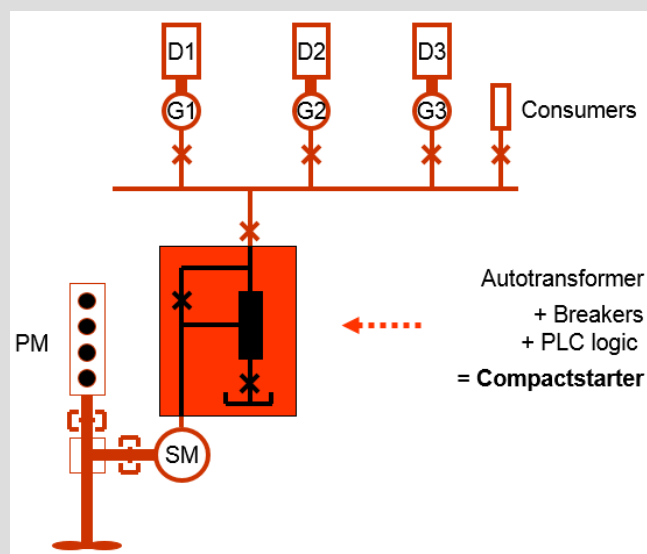 D1 D2 D3
G1 G2 G3 Consumers
Autotransformer
+ Breakers
+ PLC logic
= Compactstarter
PM
SM